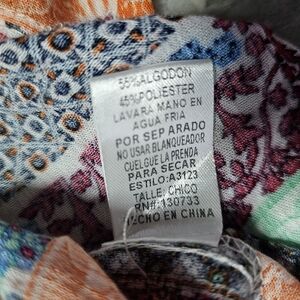 55%ALGODON
45%POLIESTER
LAVARA MANO EN
AGUA FRIA
POR SEPARADO
NO USAR BLANQUEADOR
CUELGUE LA PRENDA
PARA SECAR
ESTILO:A3123
TALLE: CHICO
RN#:130733
HECHO EN CHINA